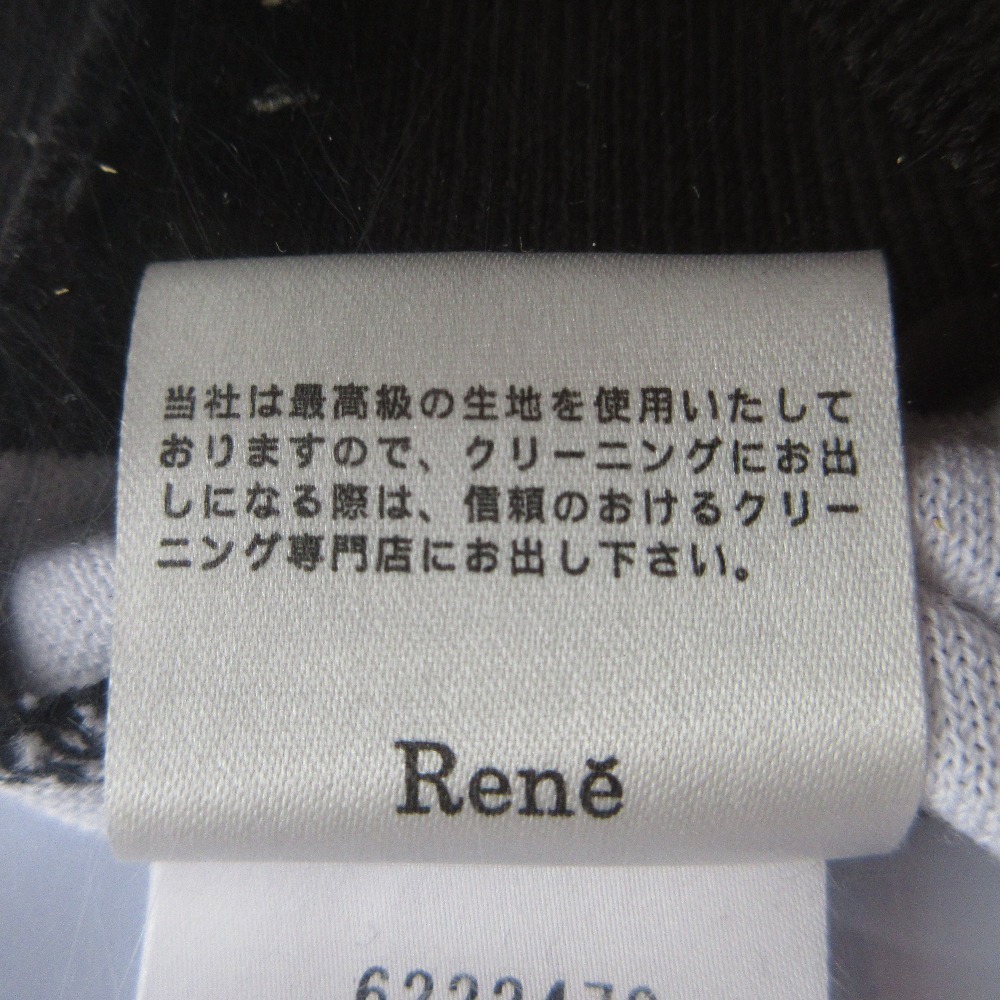 当社は最高級の生地を使用いたして
おりますので、クリーニングにお出
しになる際は、信頼のおけるクリー
ニング専門店にお出し下さい。
Renĕ